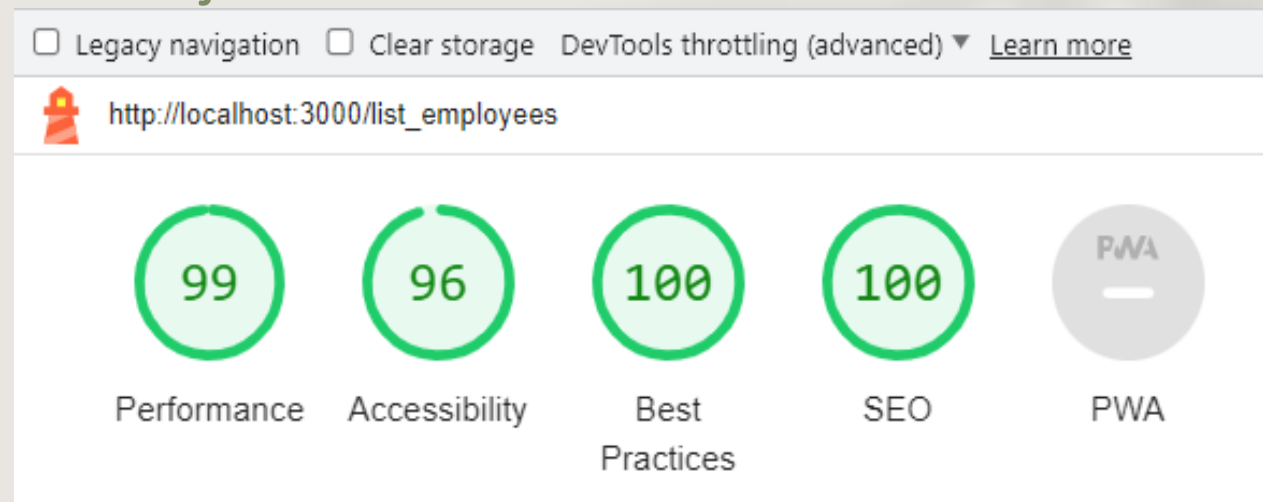 Legacy navigation Clear storage DevTools throttling (advanced) ▼ Learn more
http://localhost:3000/list_employees
99 96 100 100 PWA
Performance Accessibility Best Practices SEO PWA